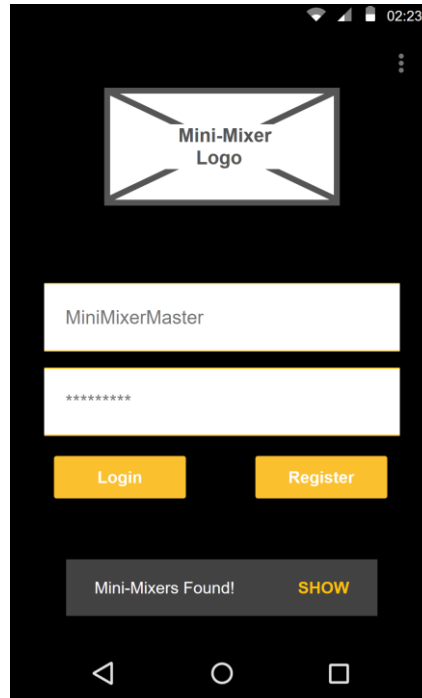 02:23
Mini-Mixer
Logo
MiniMixerMaster
*********
Login Register
Mini-Mixers Found! SHOW